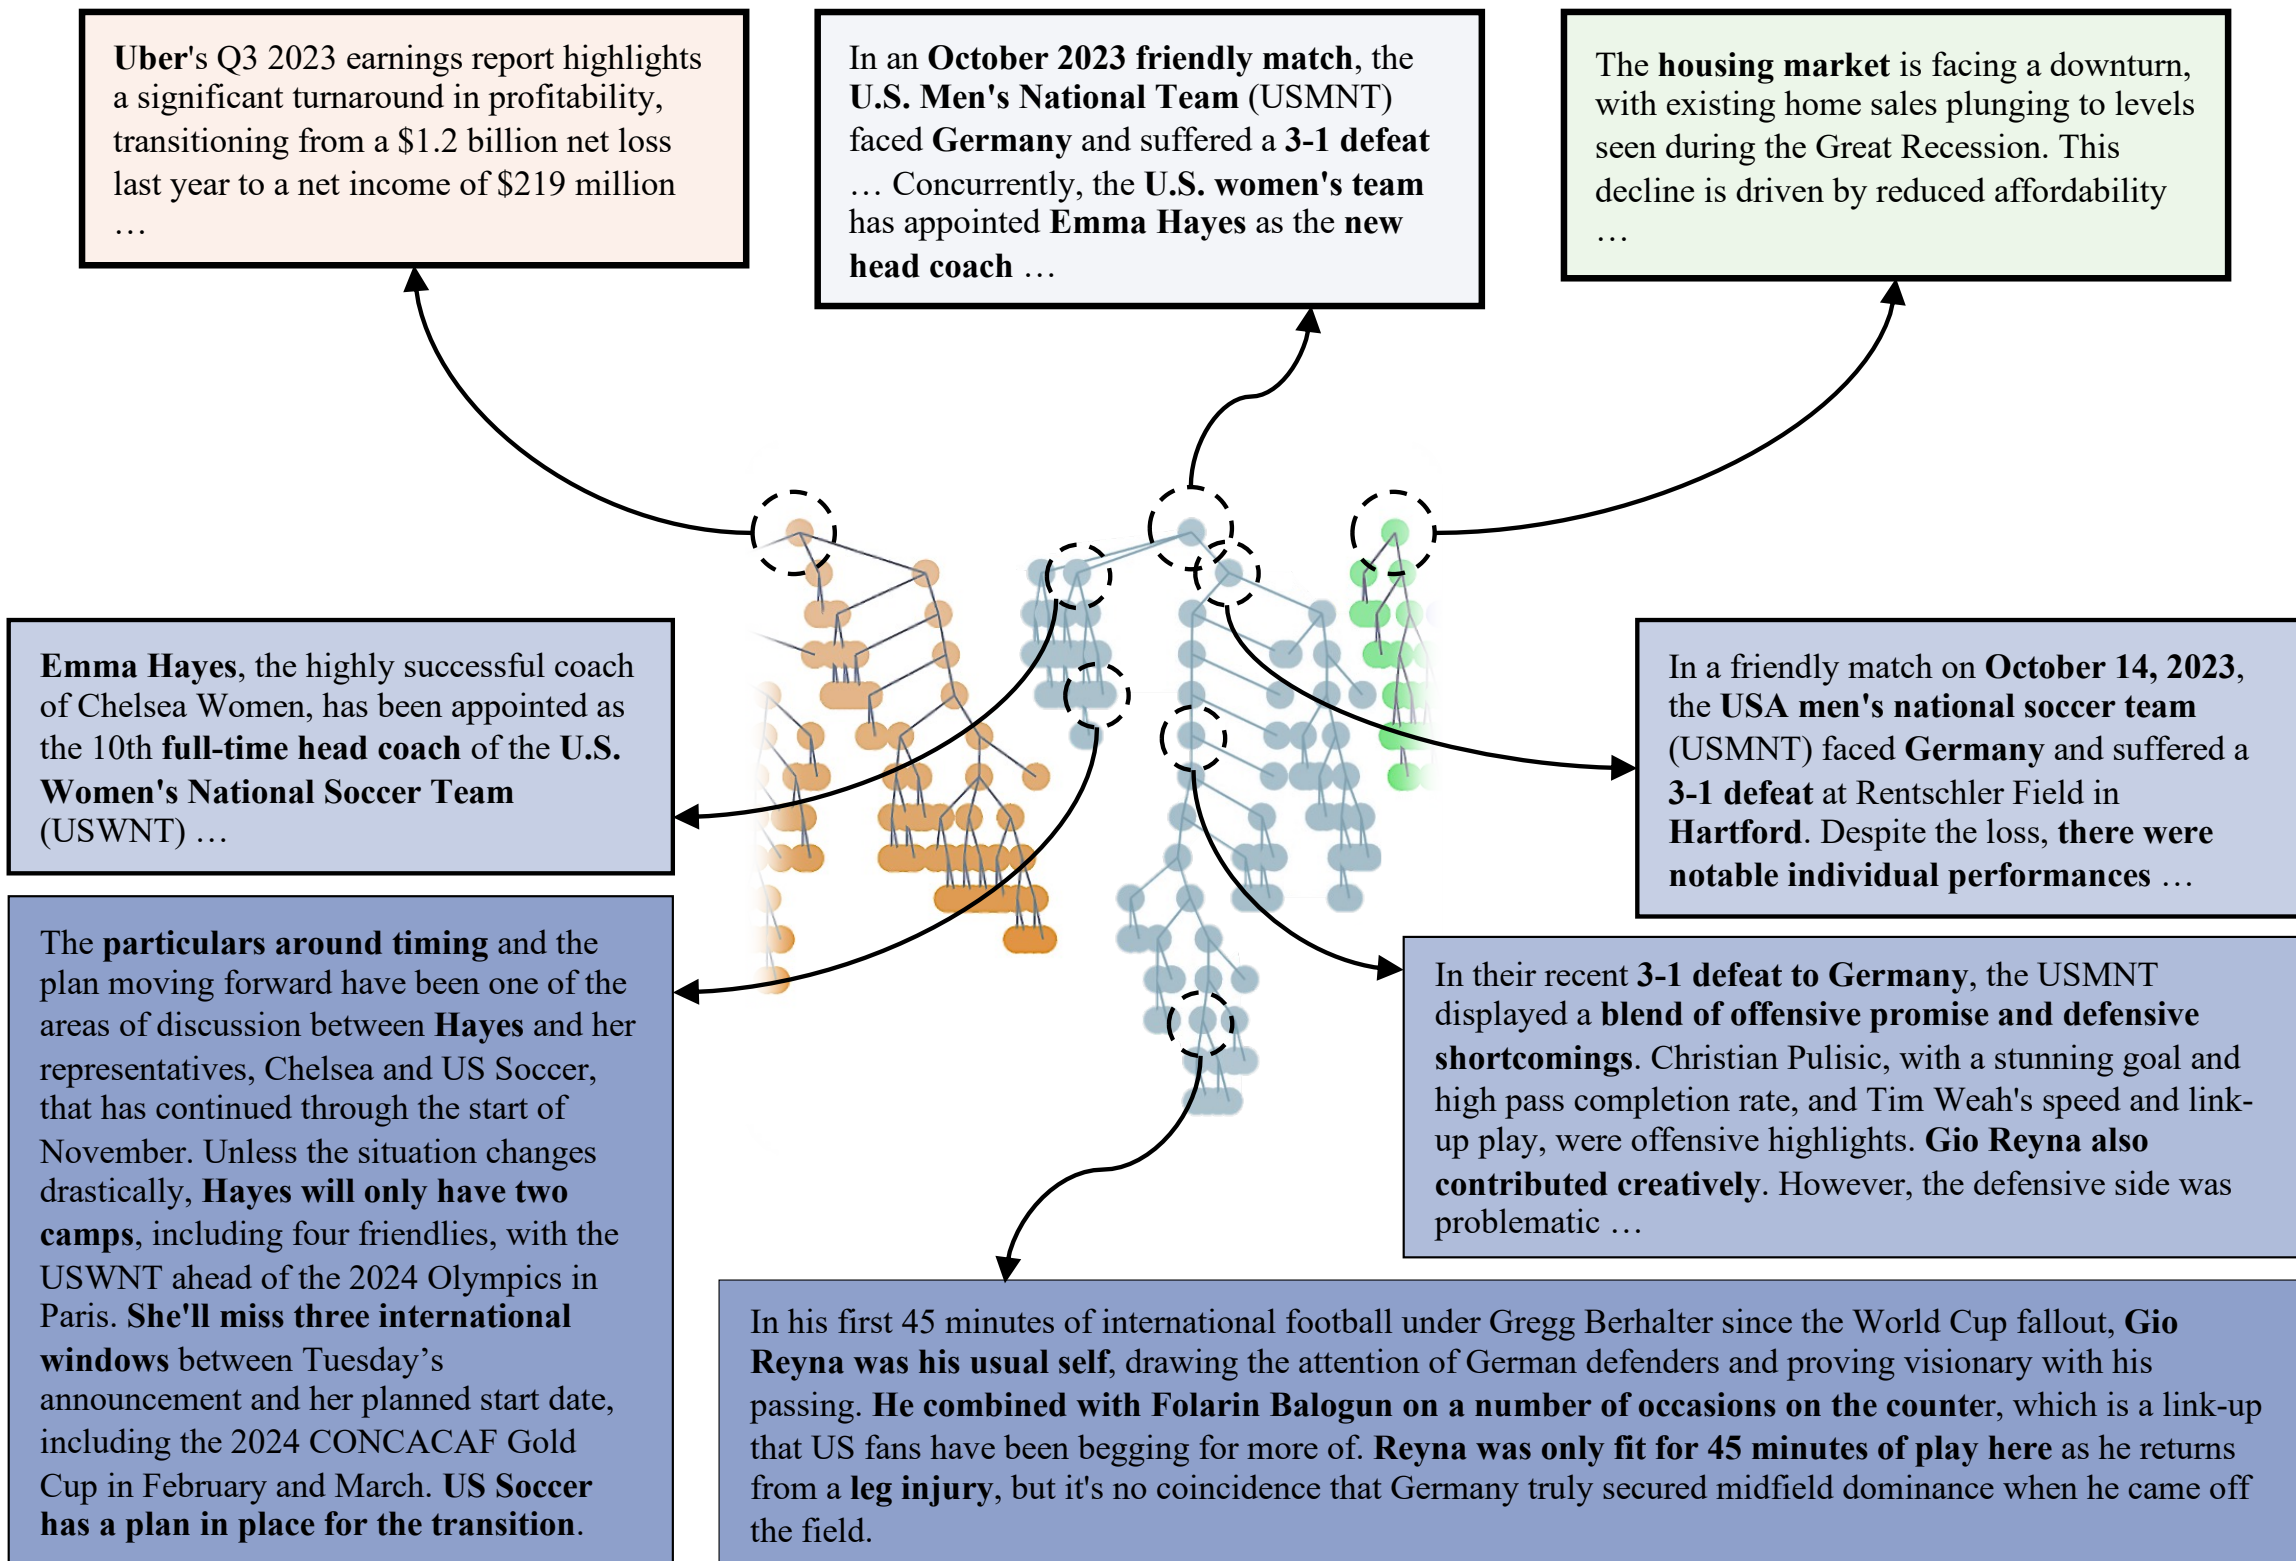 Uber's Q3 2023 earnings report highlights
a significant turnaround in profitability,
transitioning from a $1.2 billion net loss
last year to a net income of $219 million
…
In an October 2023 friendly match, the
U.S. Men's National Team (USMNT)
faced Germany and suffered a 3-1 defeat
… Concurrently, the U.S. women's team
has appointed Emma Hayes as the new
head coach …
The housing market is facing a downturn,
with existing home sales plunging to levels
seen during the Great Recession. This
decline is driven by reduced affordability
…
Emma Hayes, the highly successful coach
of Chelsea Women, has been appointed as
the 10th full-time head coach of the U.S.
Women's National Soccer Team
(USWNT) …
In a friendly match on October 14, 2023,
the USA men's national soccer team
(USMNT) faced Germany and suffered a
3-1 defeat at Rentschler Field in
Hartford. Despite the loss, there were
notable individual performances …
The particulars around timing and the
plan moving forward have been one of the
areas of discussion between Hayes and her
representatives, Chelsea and US Soccer,
that has continued through the start of
November. Unless the situation changes
drastically, Hayes will only have two
camps, including four friendlies, with the
USWNT ahead of the 2024 Olympics in
Paris. She'll miss three international
windows between Tuesday’s
announcement and her planned start date,
including the 2024 CONCACAF Gold
Cup in February and March. US Soccer
has a plan in place for the transition.
In their recent 3-1 defeat to Germany, the USMNT
displayed a blend of offensive promise and defensive
shortcomings. Christian Pulisic, with a stunning goal and
high pass completion rate, and Tim Weah's speed and link-
up play, were offensive highlights. Gio Reyna also
contributed creatively. However, the defensive side was
problematic …
In his first 45 minutes of international football under Gregg Berhalter since the World Cup fallout, Gio
Reyna was his usual self, drawing the attention of German defenders and proving visionary with his
passing. He combined with Folarin Balogun on a number of occasions on the counter, which is a link-up
that US fans have been begging for more of. Reyna was only fit for 45 minutes of play here as he returns
from a leg injury, but it's no coincidence that Germany truly secured midfield dominance when he came off
the field.